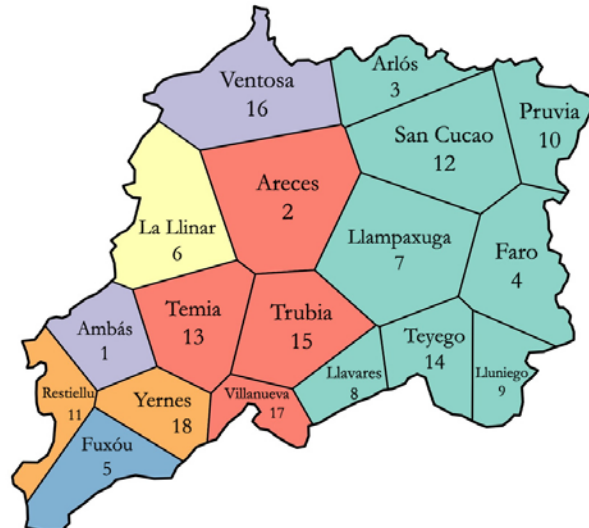 Ventosa
16
Arlós
3
Pruvia
10
San Cucao
12
Areces
2
La Llinar
6
Llampaxuga
7
Faro
4
Temia
13
Trubia
15
Ambás
1
Teyego
14
Lluniego
9
Llavares
8
Restiellu
11
Yernes
18
Villanueva
17
Fuxóu
5